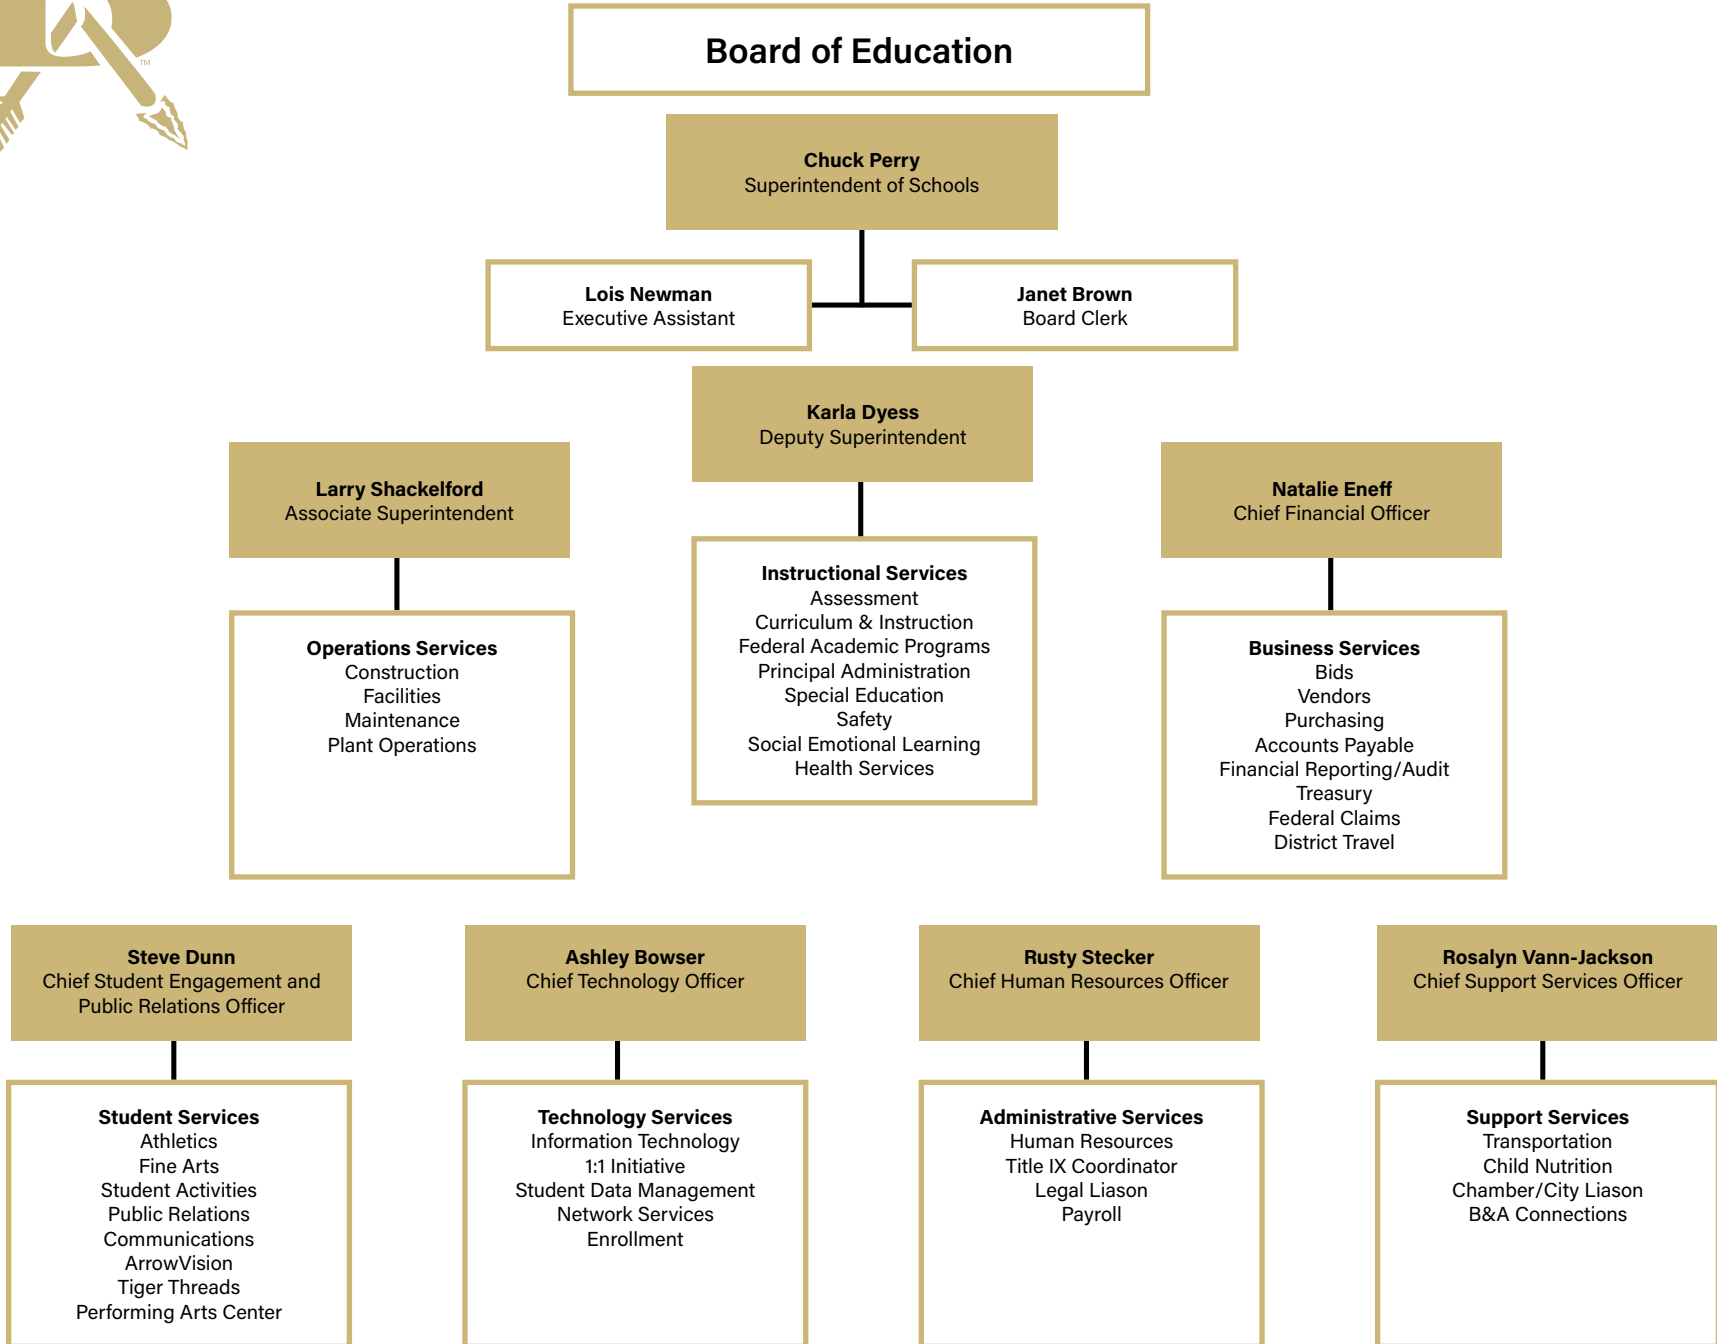 TM
Board of Education
Chuck Perry
Superintendent of Schools
Lois Newman
Executive Assistant
Janet Brown
Board Clerk
Karla Dyess
Deputy Superintendent
Larry Shackelford
Associate Superintendent
Natalie Eneff
Chief Financial Officer
Operations Services
Construction
Facilities
Maintenance
Plant Operations
Instructional Services
Assessment
Curriculum & Instruction
Federal Academic Programs
Principal Administration
Special Education
Safety
Social Emotional Learning
Health Services
Business Services
Bids
Vendors
Purchasing
Accounts Payable
Financial Reporting/Audit
Treasury
Federal Claims
District Travel
Steve Dunn
Chief Student Engagement and
Public Relations Officer
Ashley Bowser
Chief Technology Officer
Rusty Stecker
Chief Human Resources Officer
Rosalyn Vann-Jackson
Chief Support Services Officer
Student Services
Athletics
Fine Arts
Student Activities
Public Relations
Communications
ArrowVision
Tiger Threads
Performing Arts Center
Technology Services
Information Technology
1:1 Initiative
Student Data Management
Network Services
Enrollment
Administrative Services
Human Resources
Title IX Coordinator
Legal Liason
Payroll
Support Services
Transportation
Child Nutrition
Chamber/City Liason
B&A Connections